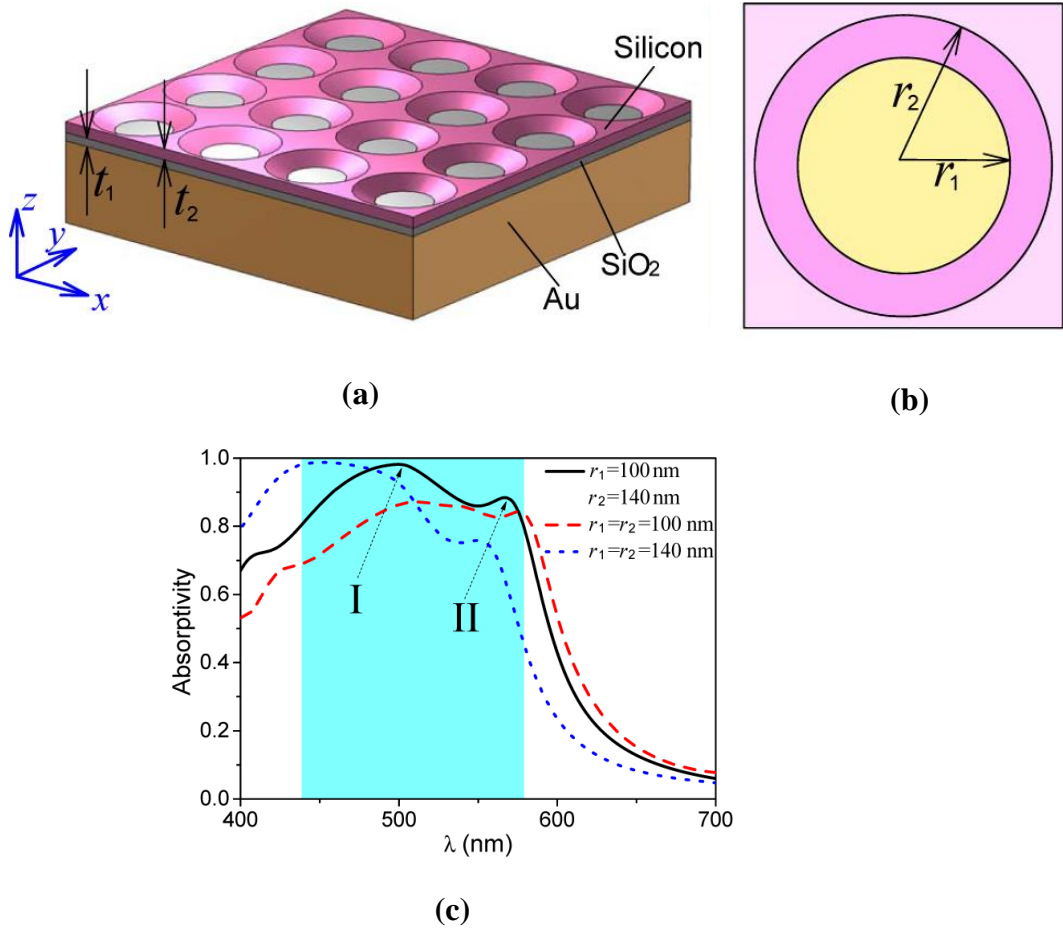 Silicon
t₁
t₂
z
y
x
SiO₂
Au
r₂
r₁
(a)
(b)
Absorptivity
1.0
0.8
0.6
0.4
0.2
0.0
400
500
600
700
λ (nm)
I
II
r₁=100 nm
r₂=140 nm
r₁=r₂=100 nm
r₁=r₂=140 nm
(c)